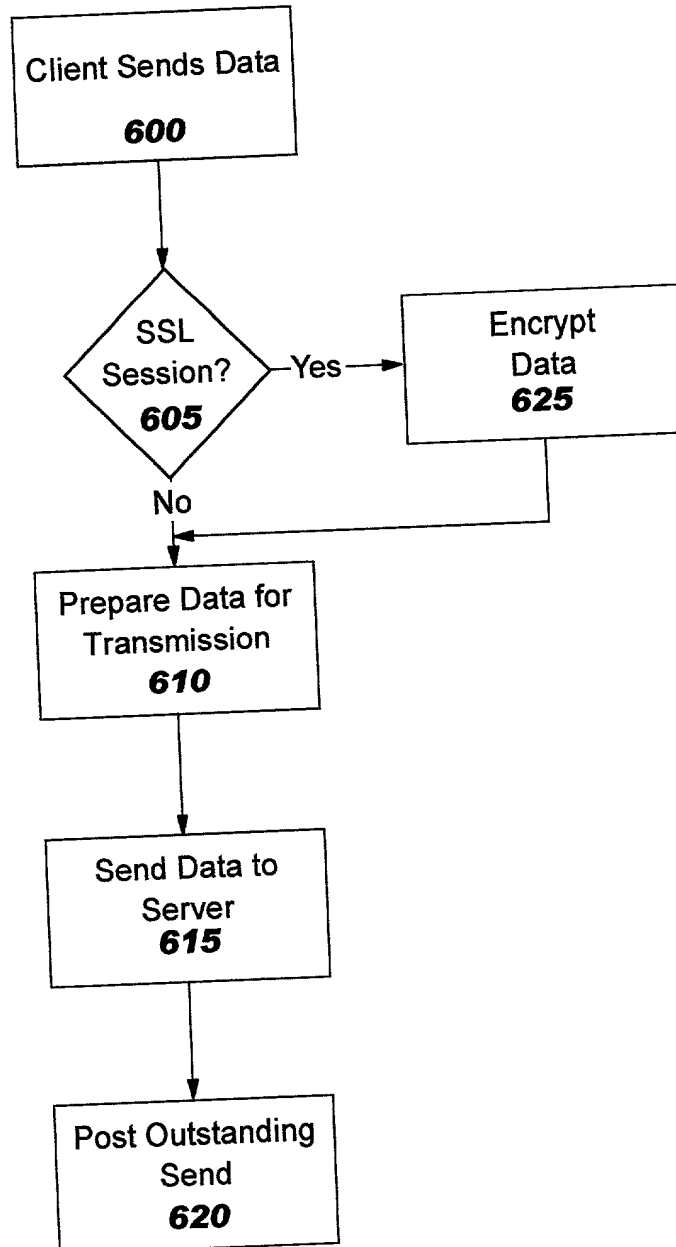 Client Sends Data
600
SSL
Session?
605
Yes
Encrypt
Data
625
No
Prepare Data for
Transmission
610
Send Data to
Server
615
Post Outstanding
Send
620